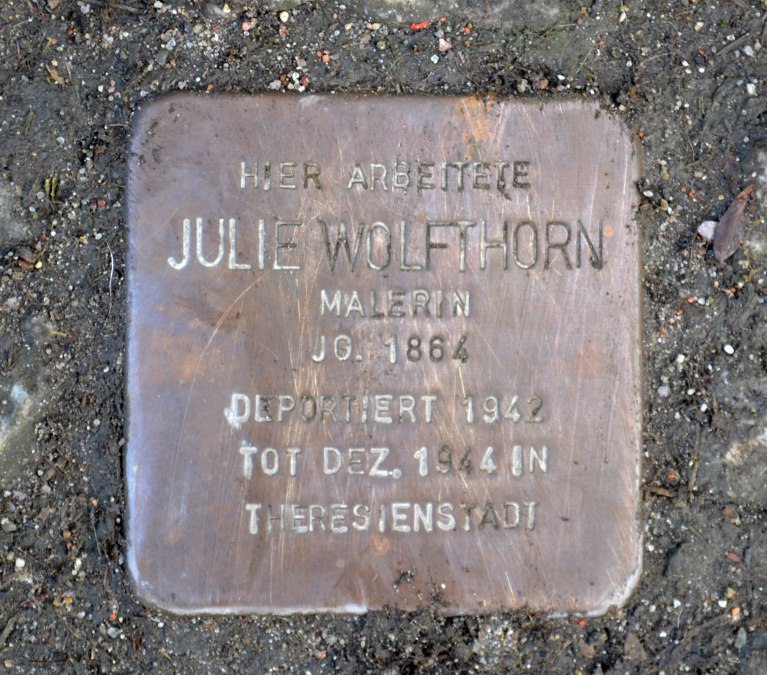 HIER ARBEITETE
JULIE WOLFTHORN
MALERIN
JG. 1864
DEPORTIERT 1942
TOT DEZ. 1944 IN
THERESIENSTADT